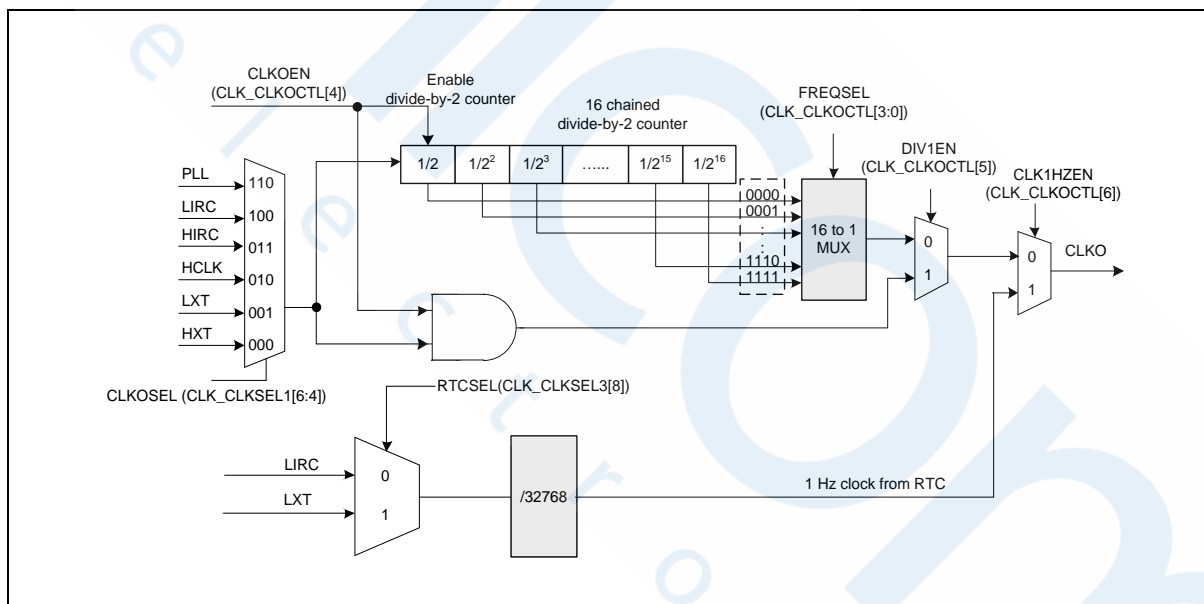 CLKOEN
(CLK_CLKOCTL[4])
Enable
divide-by-2 counter
16 chained
divide-by-2 counter
FREQSEL
(CLK_CLKOCTL[3:0])
DIV1EN
(CLK_CLKOCTL[5])
CLK1HZEN
(CLK_CLKOCTL[6])
1/2 1/2² 1/2³ …... 1/2¹⁵ 1/2¹⁶
PLL 110
LIRC 100
HIRC 011
HCLK 010
LXT 001
HXT 000
CLKOSEL (CLK_CLKSEL1[6:4])
0000
0001
:
:
1110
1111
16 to 1
MUX
0
1
0
1
CLKO
RTCSEL(CLK_CLKSEL3[8])
LIRC 0
LXT 1
/32768
1 Hz clock from RTC